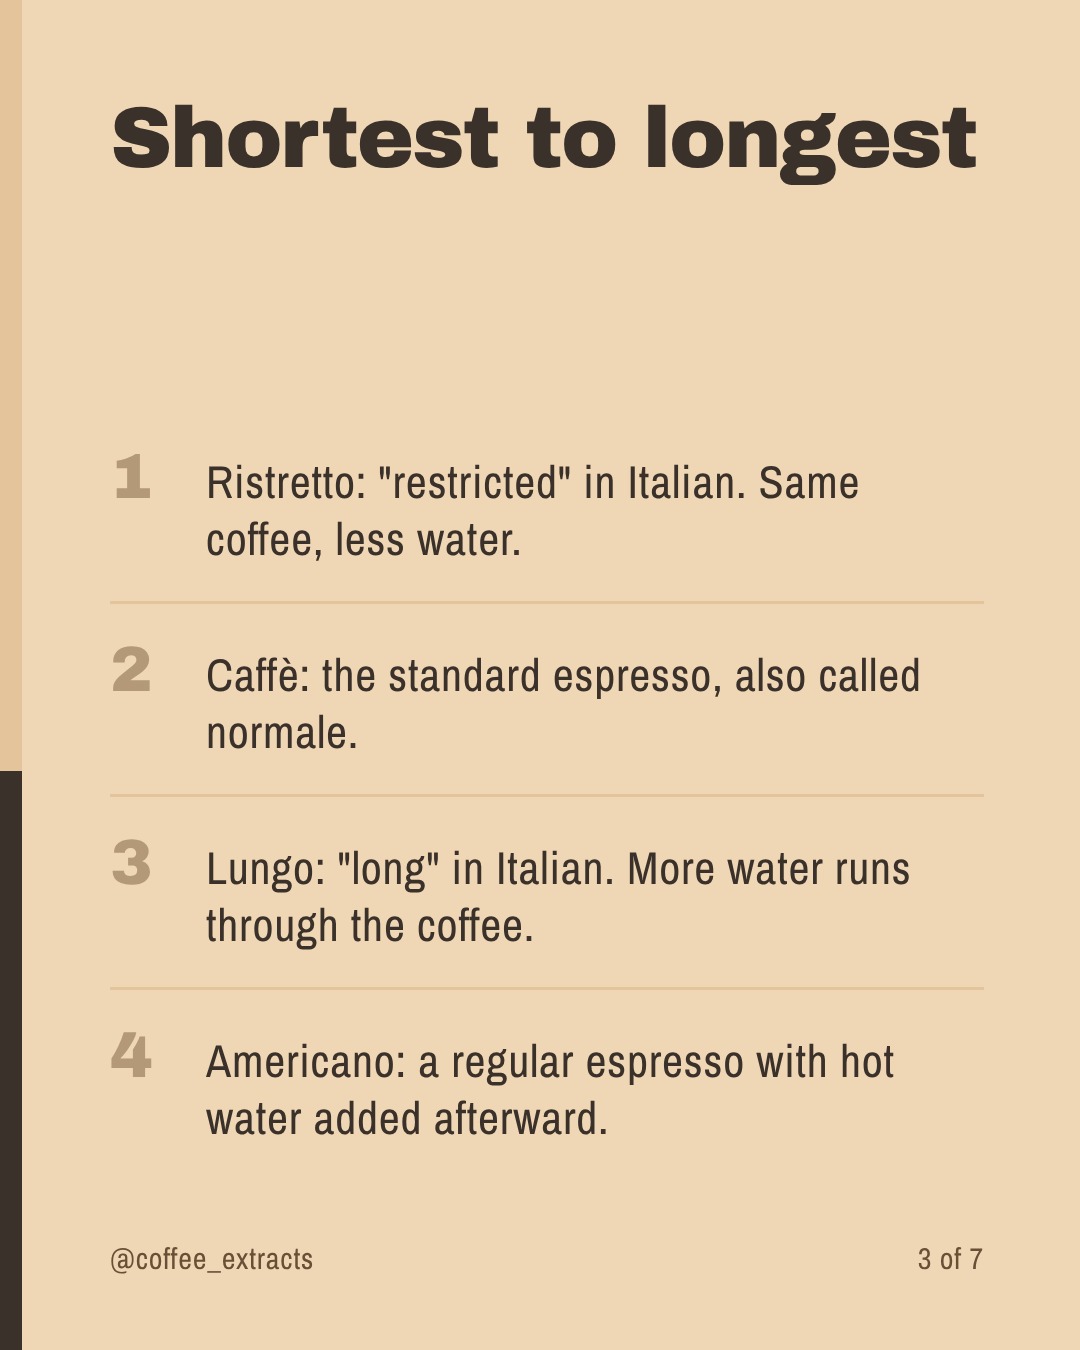 Shortest to longest
1 Ristretto: "restricted" in Italian. Same
coffee, less water.
2 Caffè: the standard espresso, also called
normale.
3 Lungo: "long" in Italian. More water runs
through the coffee.
4 Americano: a regular espresso with hot
water added afterward.
@coffee_extracts
3 of 7